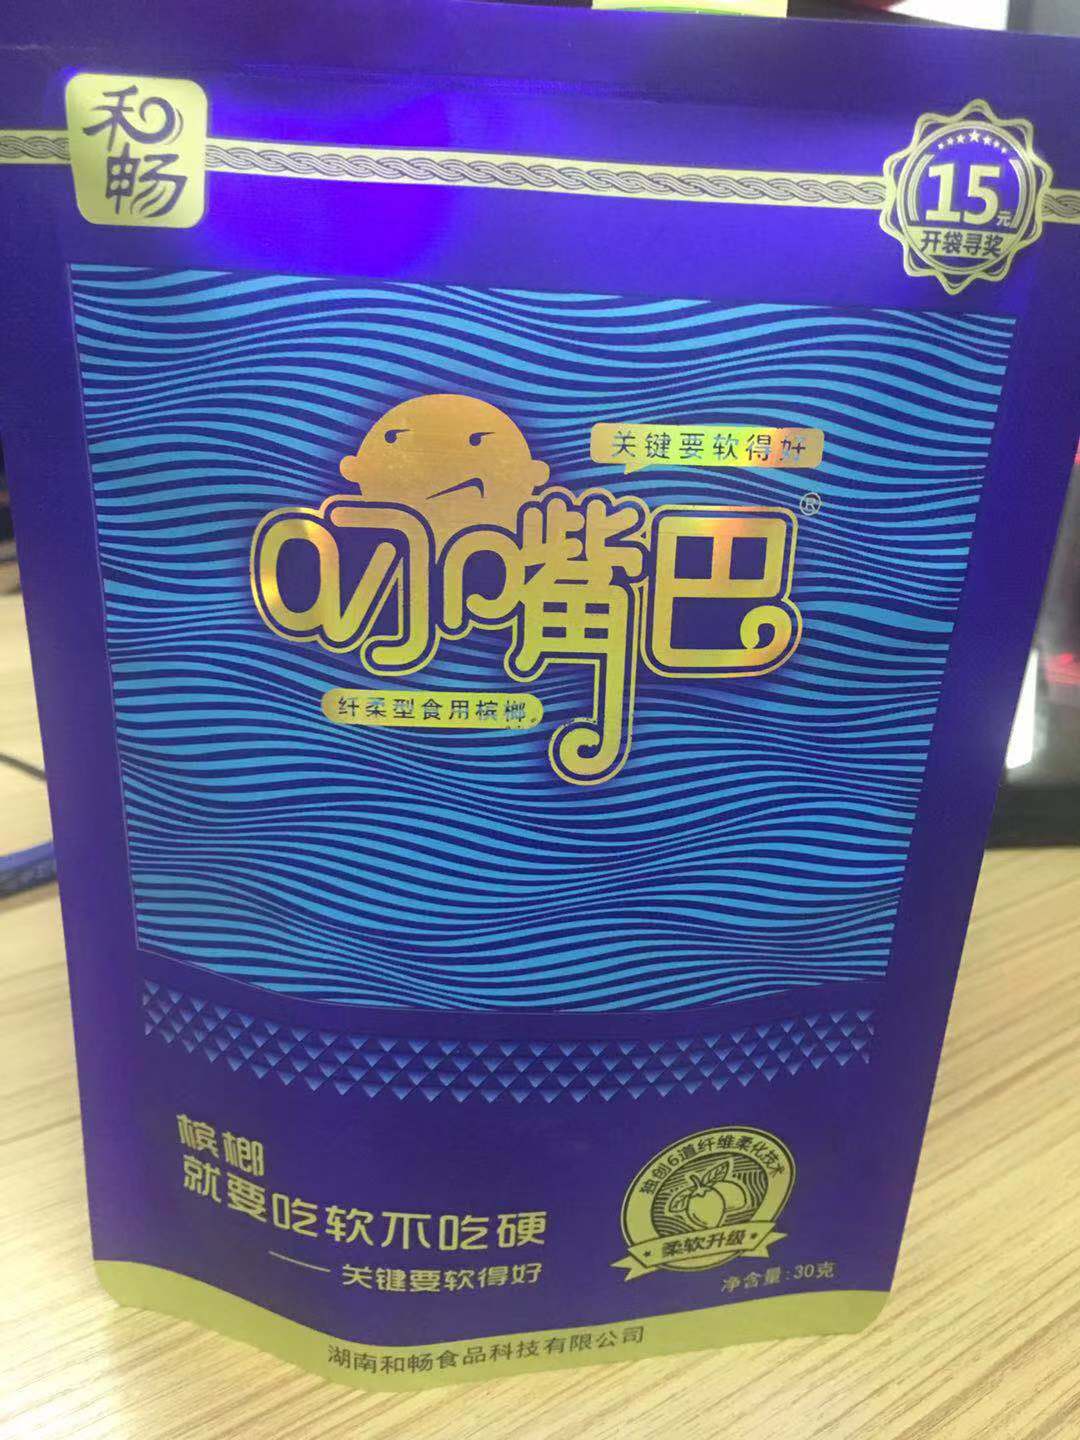 和畅
15元
开袋寻奖
关键要软得好
叼嘴巴®
纤柔型食用槟榔
槟榔
就要吃软不吃硬
——关键要软得好
独创6道纤维柔化技术
柔软升级
净含量:30克
湖南和畅食品科技有限公司